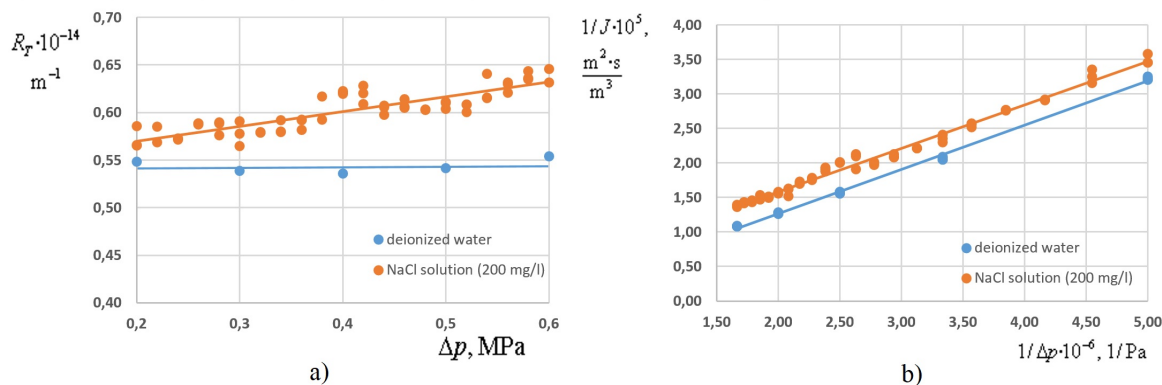 R_T·10⁻¹⁴
m⁻¹
0,70
0,65
0,60
0,55
0,50
0,45
0,40
0,2
0,3
0,4
0,5
0,6
deionized water
NaCl solution (200 mg/l)
Δp, MPa
a)
1/J·10⁵,
m²·s
m³
4,00
3,50
3,00
2,50
2,00
1,50
1,00
0,50
0,00
1,50
2,00
2,50
3,00
3,50
4,00
4,50
5,00
deionized water
NaCl solution (200 mg/l)
1/Δp·10⁻⁶, 1/Pa
b)